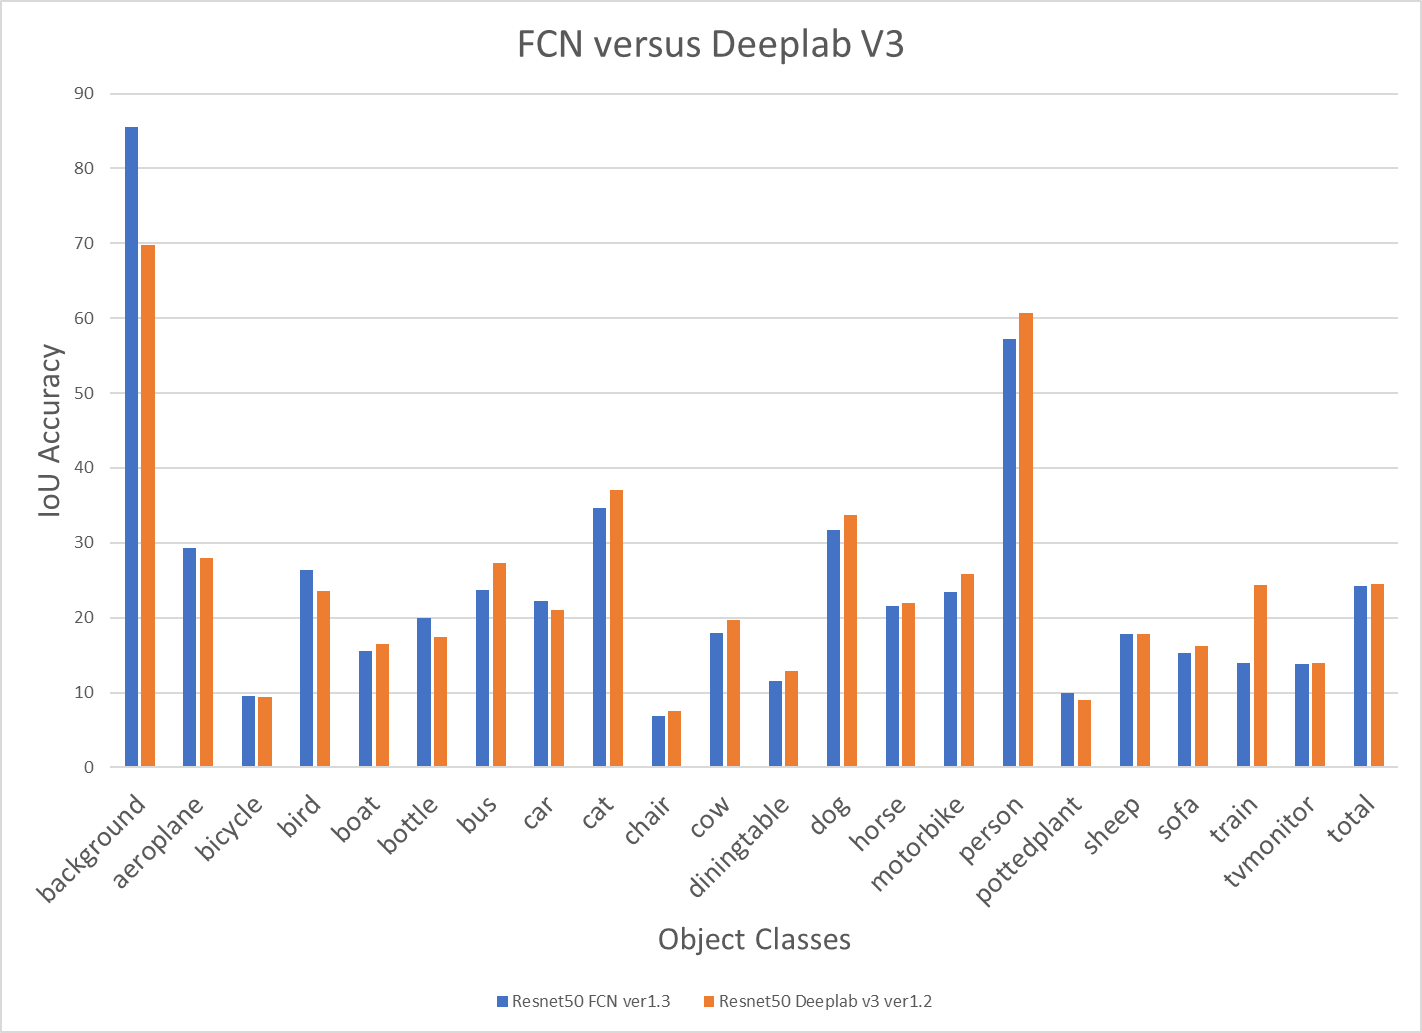 FCN versus Deeplab V3
90
80
70
60
50
40
30
20
10
0
IoU Accuracy
background
aeroplane
bicycle
bird
boat
bottle
bus
car
cat
chair
cow
diningtable
dog
horse
motorbike
person
pottedplant
sheep
sofa
train
tvmonitor
total
Object Classes
Resnet50 FCN ver1.3
Resnet50 Deeplab v3 ver1.2